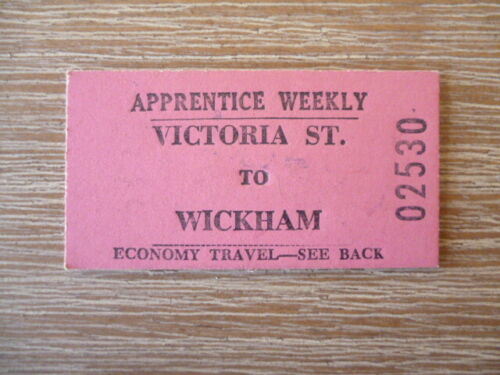 APPRENTICE WEEKLY
VICTORIA ST.
TO
WICKHAM
ECONOMY TRAVEL—SEE BACK
02530